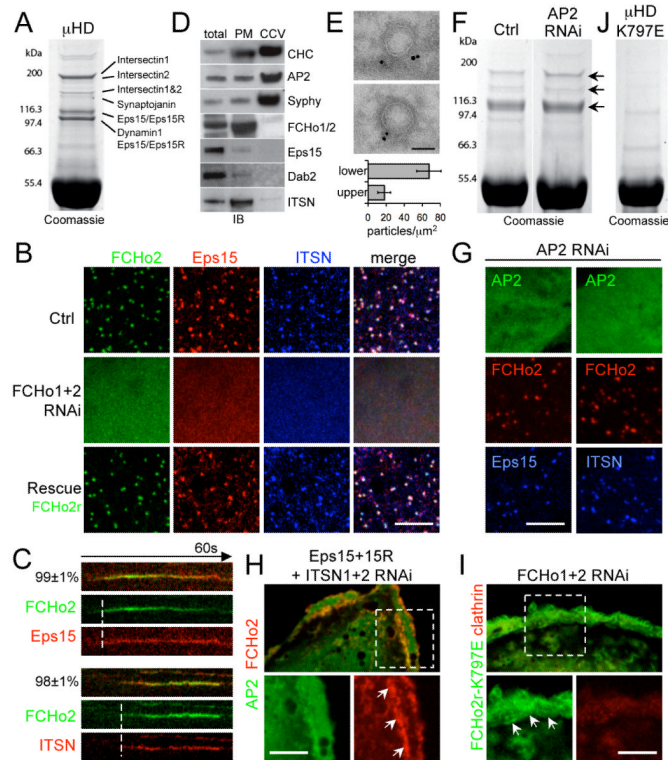 A
μHD
kDa
200
116.3
97.4
66.3
55.4
Intersectin1
Intersectin2
Intersectin1&2
Synaptojanin
Eps15/Eps15R
Dynamin1
Eps15/Eps15R
Coomassie
D
total PM CCV
CHC
AP2
Syphy
FCHo1/2
Eps15
Dab2
ITSN
IB
E
lower
upper
0 20 40 60 80
particles/μm2
F
Ctrl
AP2
RNAi
kDa
200
116.3
97.4
66.3
55.4
Coomassie
J
μHD
K797E
Coomassie
B
FCHo2 Eps15 ITSN merge
Ctrl
FCHo1+2
RNAi
Rescue
FCHo2r
G
AP2 RNAi
AP2 AP2
FCHo2 FCHo2
Eps15 ITSN
C
60s
99±1%
FCHo2
Eps15
98±1%
FCHo2
ITSN
H
Eps15+15R
+ ITSN1+2 RNAi
AP2 FCHo2
I
FCHo1+2 RNAi
FCHo2r-K797E clathrin